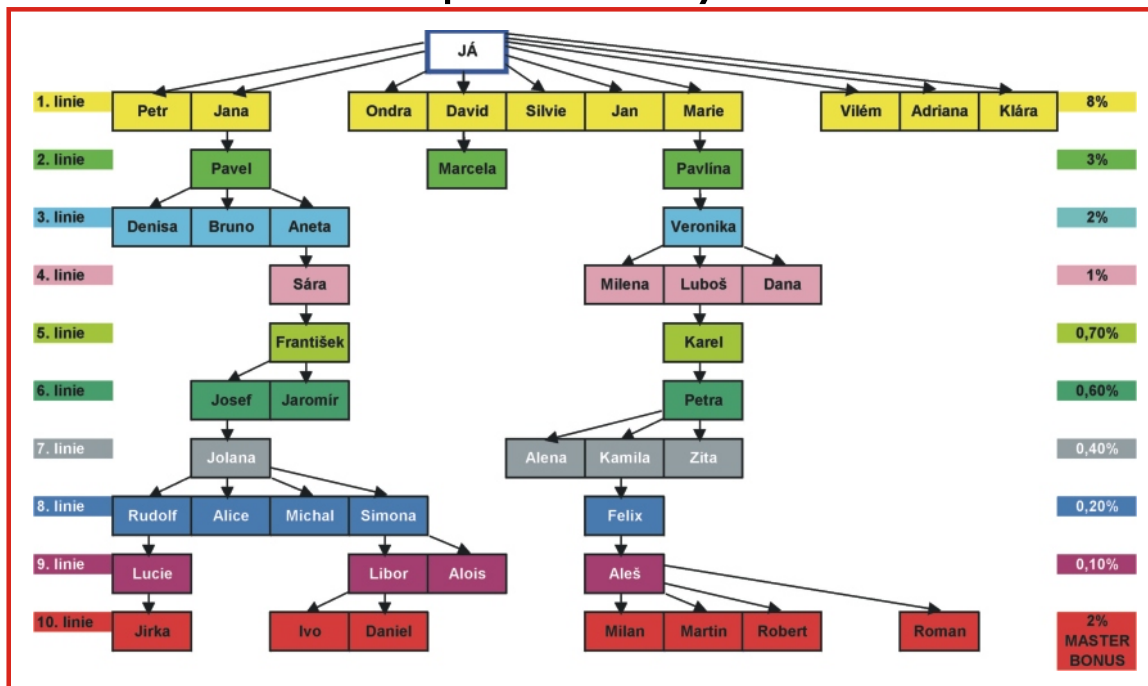 JÁ
1. linie Petr Jana Ondra David Silvie Jan Marie Vilém Adriana Klára 8%
2. linie Pavel Marcela Pavlína 3%
3. linie Denisa Bruno Aneta Veronika 2%
4. linie Sára Milena Luboš Dana 1%
5. linie František Karel 0,70%
6. linie Josef Jaromír Petra 0,60%
7. linie Jolana Alena Kamila Zita 0,40%
8. linie Rudolf Alice Michal Simona Felix 0,20%
9. linie Lucie Libor Alois Aleš 0,10%
10. linie Jirka Ivo Daniel Milan Martin Robert Roman 2%
MASTER
BONUS